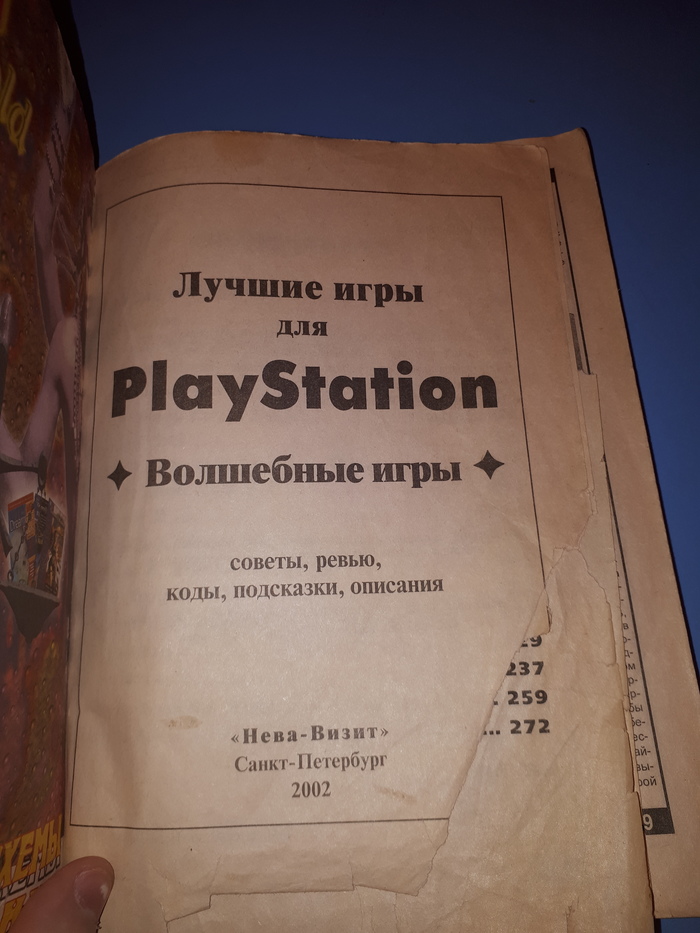 Лучшие игры
для
PlayStation
✦ Волшебные игры ✦
советы, ревью,
коды, подсказки, описания
«Нева-Визит»
Санкт-Петербург
2002
237
. 259
... 272